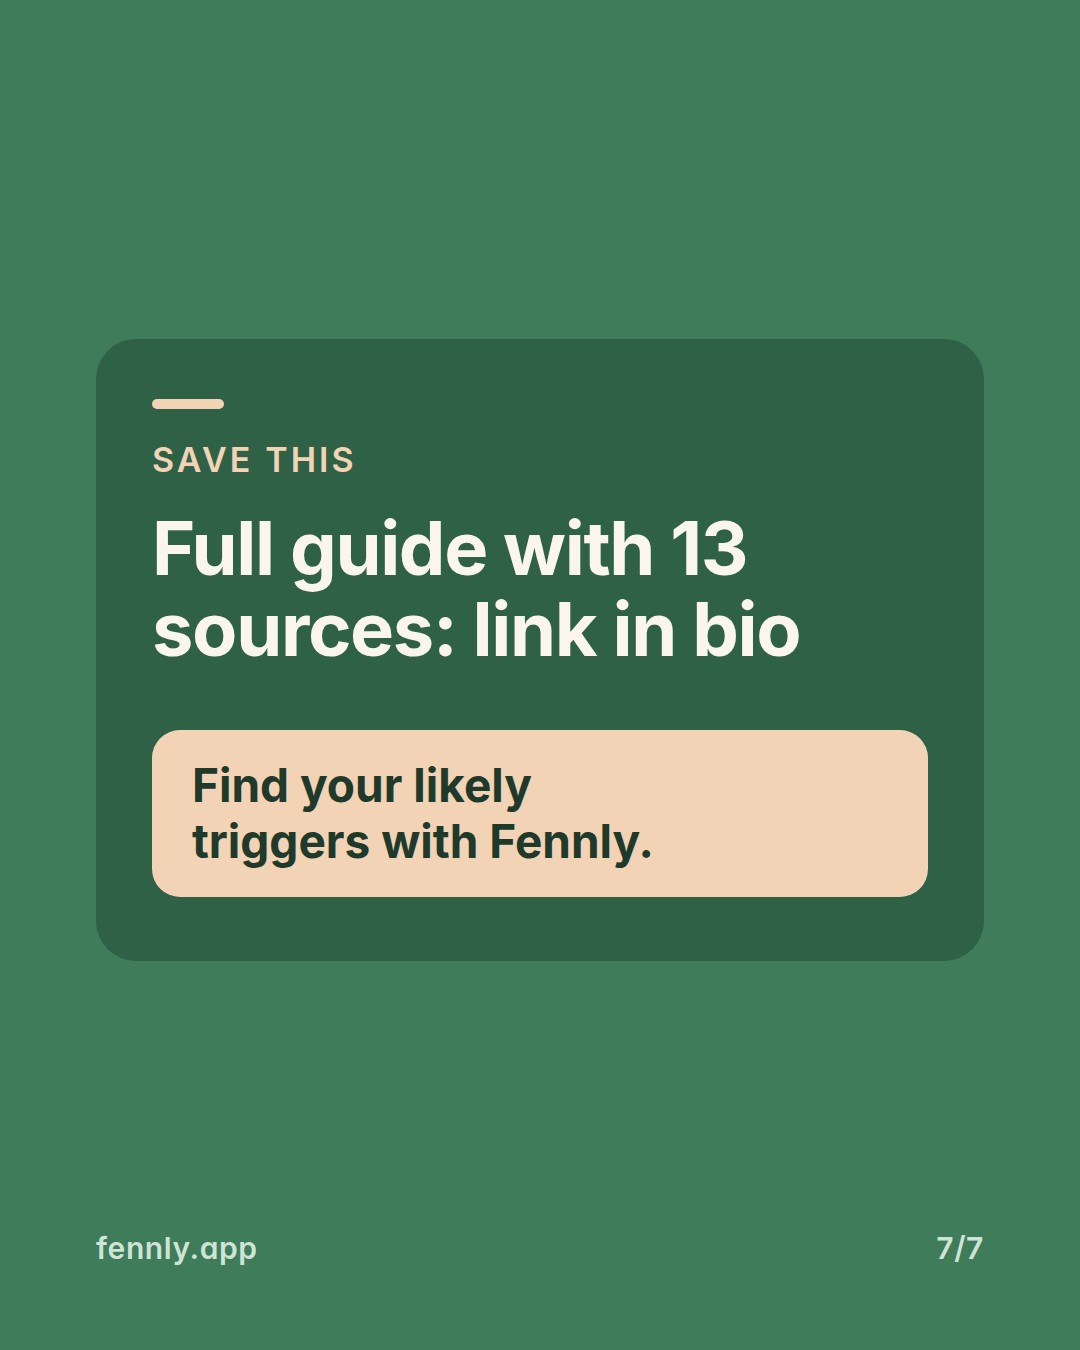 SAVE THIS
Full guide with 13
sources: link in bio
Find your likely
triggers with Fennly.
fennly.app
7/7